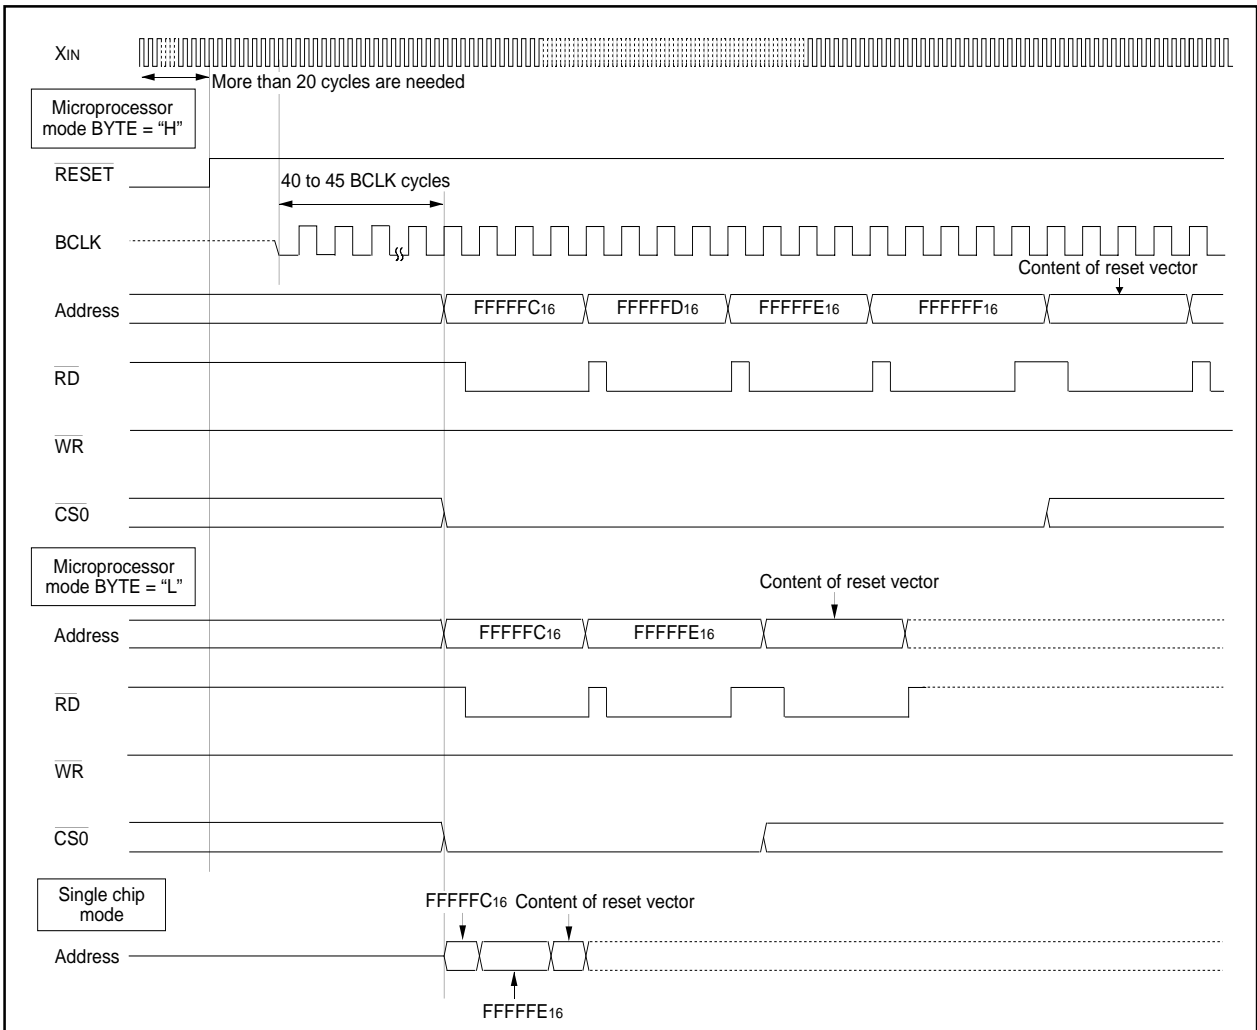 XIN
More than 20 cycles are needed
Microprocessor
mode BYTE = “H”
RESET
40 to 45 BCLK cycles
BCLK
Content of reset vector
Address
FFFFFC16
FFFFFD16
FFFFFE16
FFFFFF16
RD
WR
CS0
Microprocessor
mode BYTE = “L”
Content of reset vector
Address
FFFFFC16
FFFFFE16
RD
WR
CS0
Single chip
mode
FFFFFC16
Content of reset vector
Address
FFFFFE16